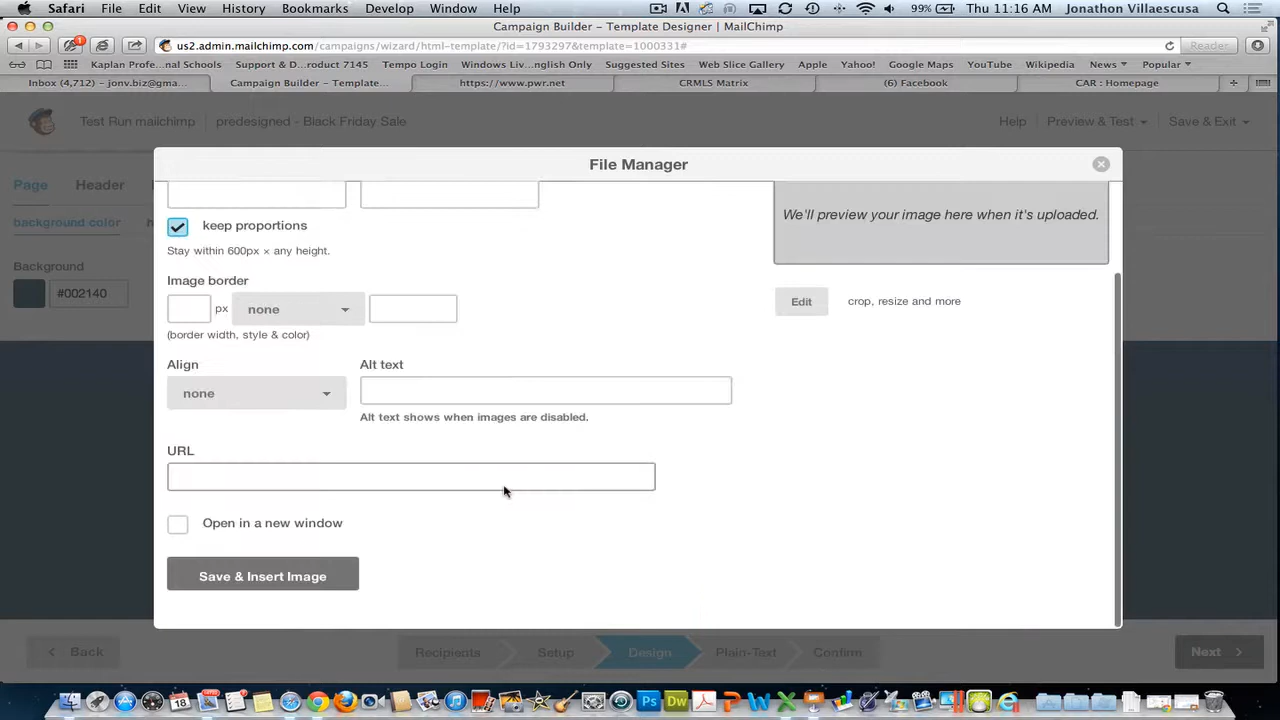 Safari File Edit View History Bookmarks Develop Window Help 99% Thu 11:16 AM Jonathon Villaescusa
Campaign Builder – Template Designer | MailChimp
us2.admin.mailchimp.com/campaigns/wizard/html-template/?id=1793297&template=1000331# Reader
Kaplan Profe...nal Schools Support & D...roduct 7145 Tempo Login Windows Liv...nglish Only Suggested Sites Web Slice Gallery Apple Yahoo! Google Maps YouTube Wikipedia News Popular
Inbox (4,712) – jonv.biz@gma... Campaign Builder – Template... https://www.pwr.net CRMLS Matrix (6) Facebook CAR : Homepage
Test Run mailchimp predesigned - Black Friday Sale Help Preview & Test Save & Exit
File Manager
Page Header
background color
Background
#002140
We'll preview your image here when it's uploaded.
keep proportions
Stay within 600px × any height.
Image border
px none
Edit crop, resize and more
(border width, style & color)
Align Alt text
none
Alt text shows when images are disabled.
URL
Open in a new window
Save & Insert Image
Back Recipients Setup Design Plain-Text Confirm Next